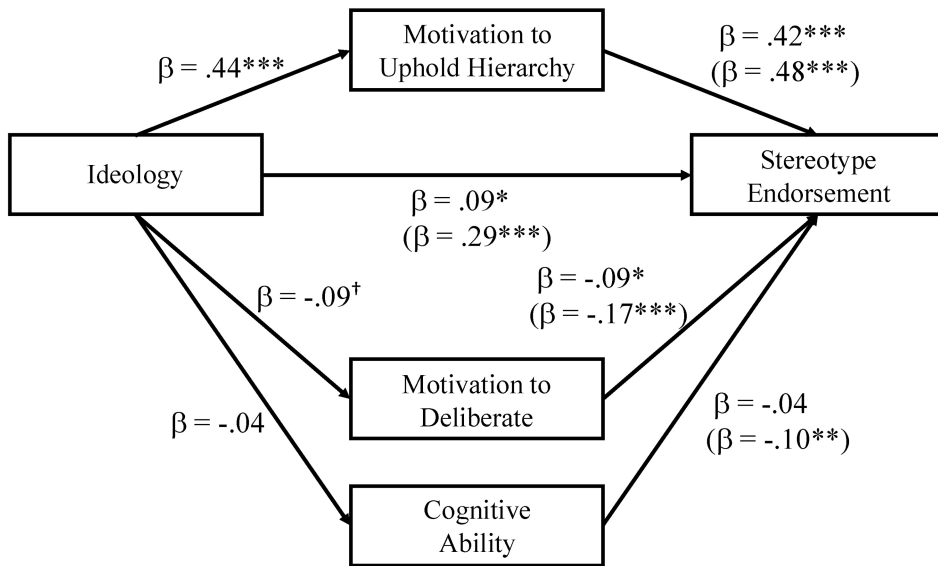 Motivation to
Uphold Hierarchy
β = .44***
β = .42***
(β = .48***)
Ideology
Stereotype
Endorsement
β = .09*
(β = .29***)
β = -.09†
β = -.09*
(β = -.17***)
Motivation to
Deliberate
β = -.04
β = -.04
(β = -.10**)
Cognitive
Ability